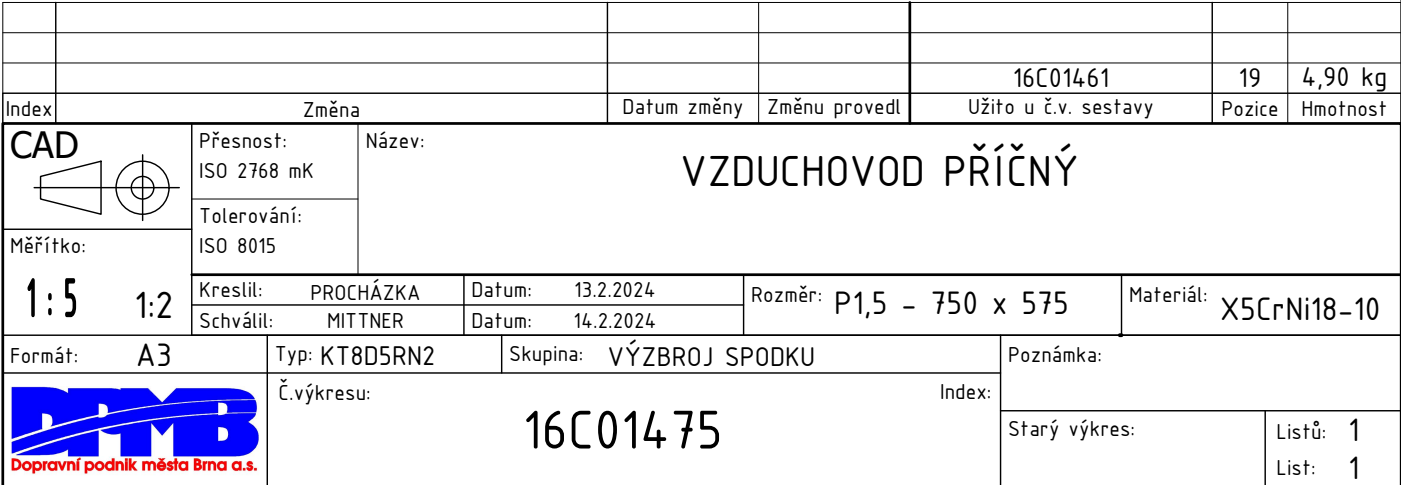 16C01461 19 4,90 kg
Index Změna Datum změny Změnu provedl Užito u č.v. sestavy Pozice Hmotnost
CAD
Přesnost:
ISO 2768 mK
Název:
VZDUCHOVOD PŘÍČNÝ
Tolerování:
ISO 8015
Měřítko:
1:5 1:2
Kreslil: PROCHÁZKA Datum: 13.2.2024
Schválil: MITTNER Datum: 14.2.2024
Rozměr: P1,5 - 750 x 575
Materiál: X5CrNi18-10
Formát: A3 Typ: KT8D5RN2 Skupina: VÝZBROJ SPODKU Poznámka:
DPMB
Dopravní podnik města Brna a.s.
Č.výkresu: Index:
16C01475
Starý výkres:
Listů: 1
List: 1